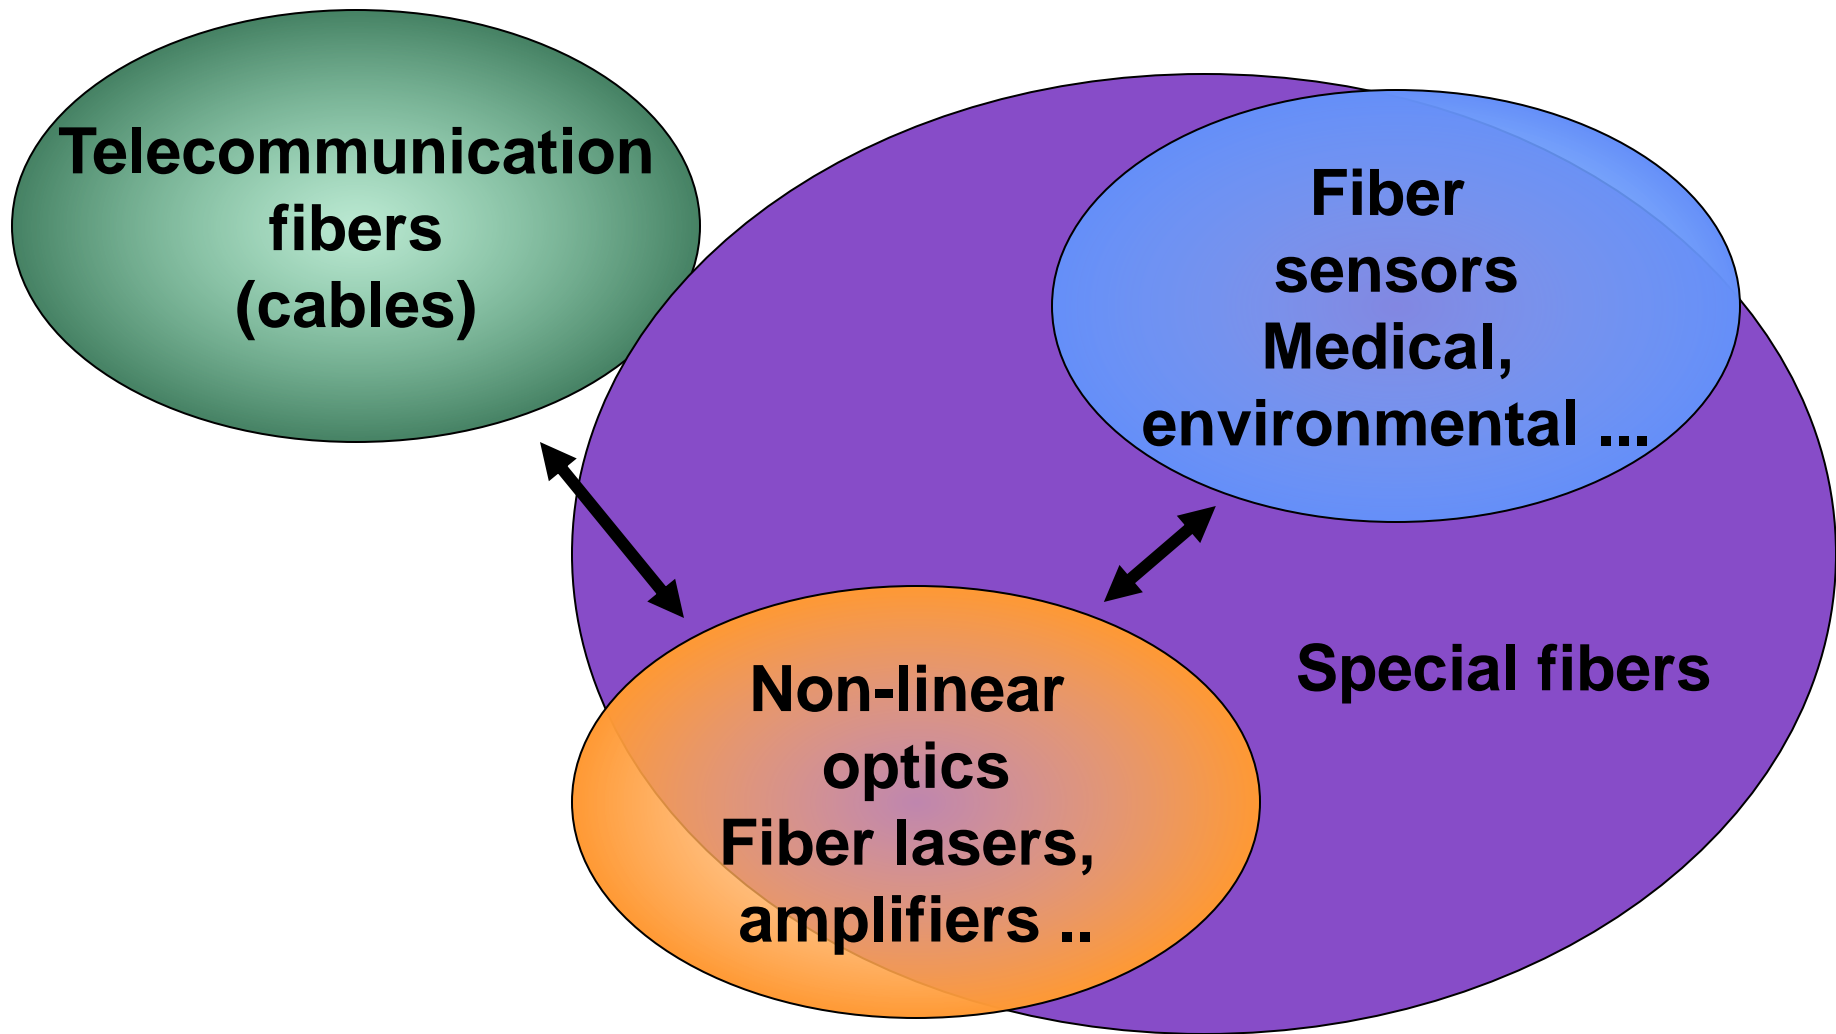 Telecommunication
fibers
(cables)
Fiber
sensors
Medical,
environmental ...
Special fibers
Non-linear
optics
Fiber lasers,
amplifiers ..